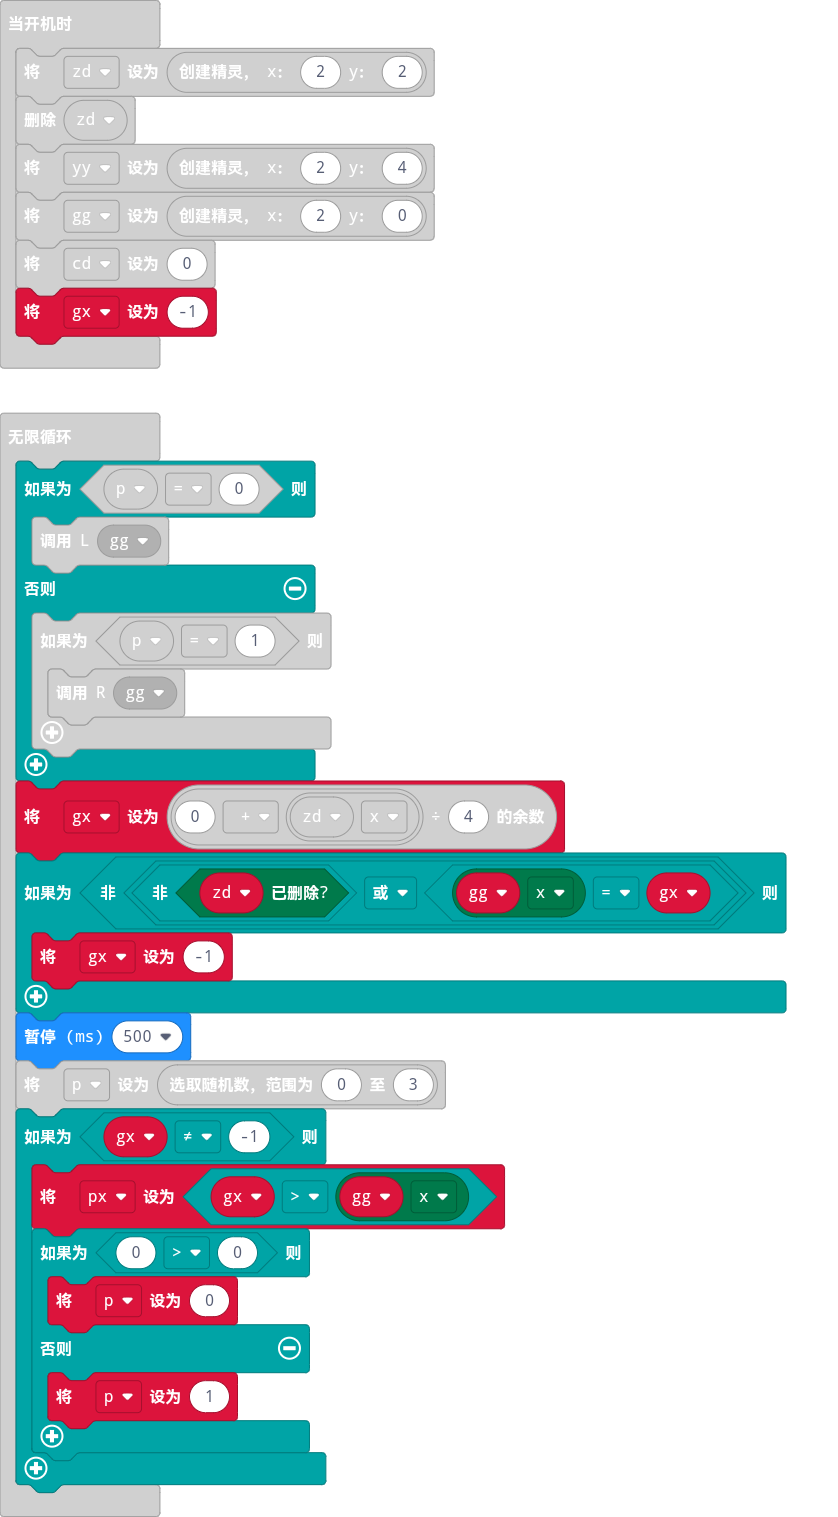 当开机时
将 zd 设为 创建精灵, x: 2 y: 2
删除 zd
将 yy 设为 创建精灵, x: 2 y: 4
将 gg 设为 创建精灵, x: 2 y: 0
将 cd 设为 0
将 gx 设为 -1
无限循环
如果为 p = 0 则
调用 L gg
否则
如果为 p = 1 则
调用 R gg
将 gx 设为 0 + zd x ÷ 4 的余数
如果为 非 非 zd 已删除? 或 gg x = gx 则
将 gx 设为 -1
暂停 (ms) 500
将 p 设为 选取随机数, 范围为 0 至 3
如果为 gx ≠ -1 则
将 px 设为 gx > gg x
如果为 0 > 0 则
将 p 设为 0
否则
将 p 设为 1